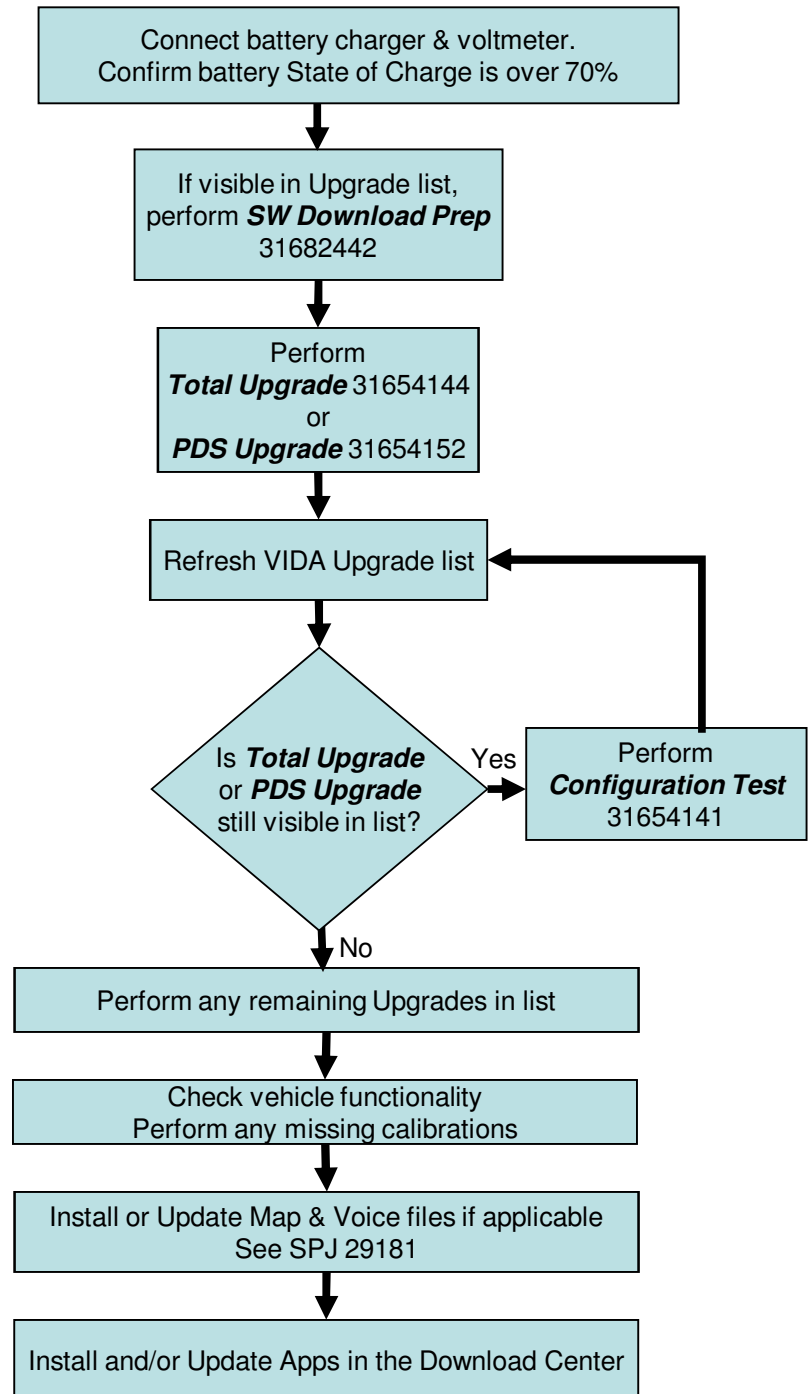 Connect battery charger & voltmeter.
Confirm battery State of Charge is over 70%
If visible in Upgrade list,
perform SW Download Prep
31682442
Perform
Total Upgrade 31654144
or
PDS Upgrade 31654152
Refresh VIDA Upgrade list
Is Total Upgrade
or PDS Upgrade
still visible in list?
Yes
Perform
Configuration Test
31654141
No
Perform any remaining Upgrades in list
Check vehicle functionality
Perform any missing calibrations
Install or Update Map & Voice files if applicable
See SPJ 29181
Install and/or Update Apps in the Download Center